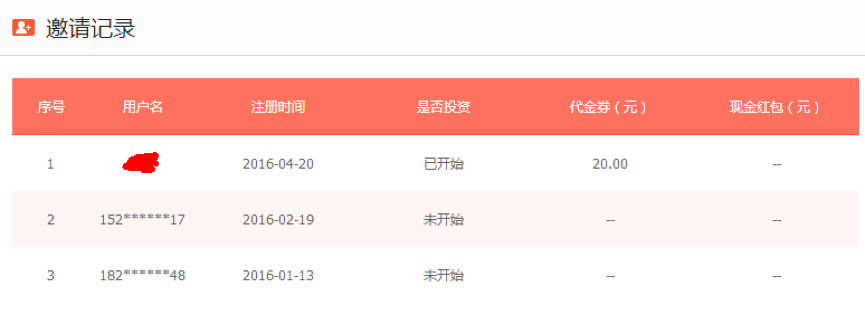 邀请记录
序号 用户名 注册时间 是否投资 代金券（元） 现金红包（元）
1 2016-04-20 已开始 20.00 --
2 152******17 2016-02-19 未开始 -- --
3 182******48 2016-01-13 未开始 -- --